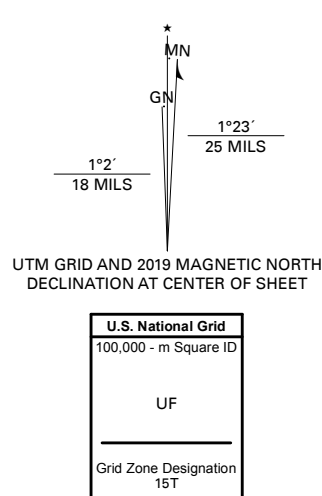 ★
MN
GN
1°23´
25 MILS
1°2´
18 MILS
UTM GRID AND 2019 MAGNETIC NORTH
DECLINATION AT CENTER OF SHEET
U.S. National Grid
100,000 - m Square ID
UF
Grid Zone Designation
15T